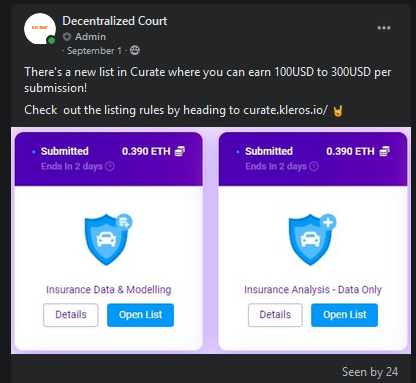 Decentralized Court
Admin
· September 1 ·
There's a new list in Curate where you can earn 100USD to 300USD per
submission!
Check out the listing rules by heading to curate.kleros.io/ 🤘
• Submitted 0.390 ETH
Ends In 2 days
Insurance Data & Modelling
Details Open List
• Submitted 0.390 ETH
Ends In 2 days
Insurance Analysis - Data Only
Details Open List
Seen by 24